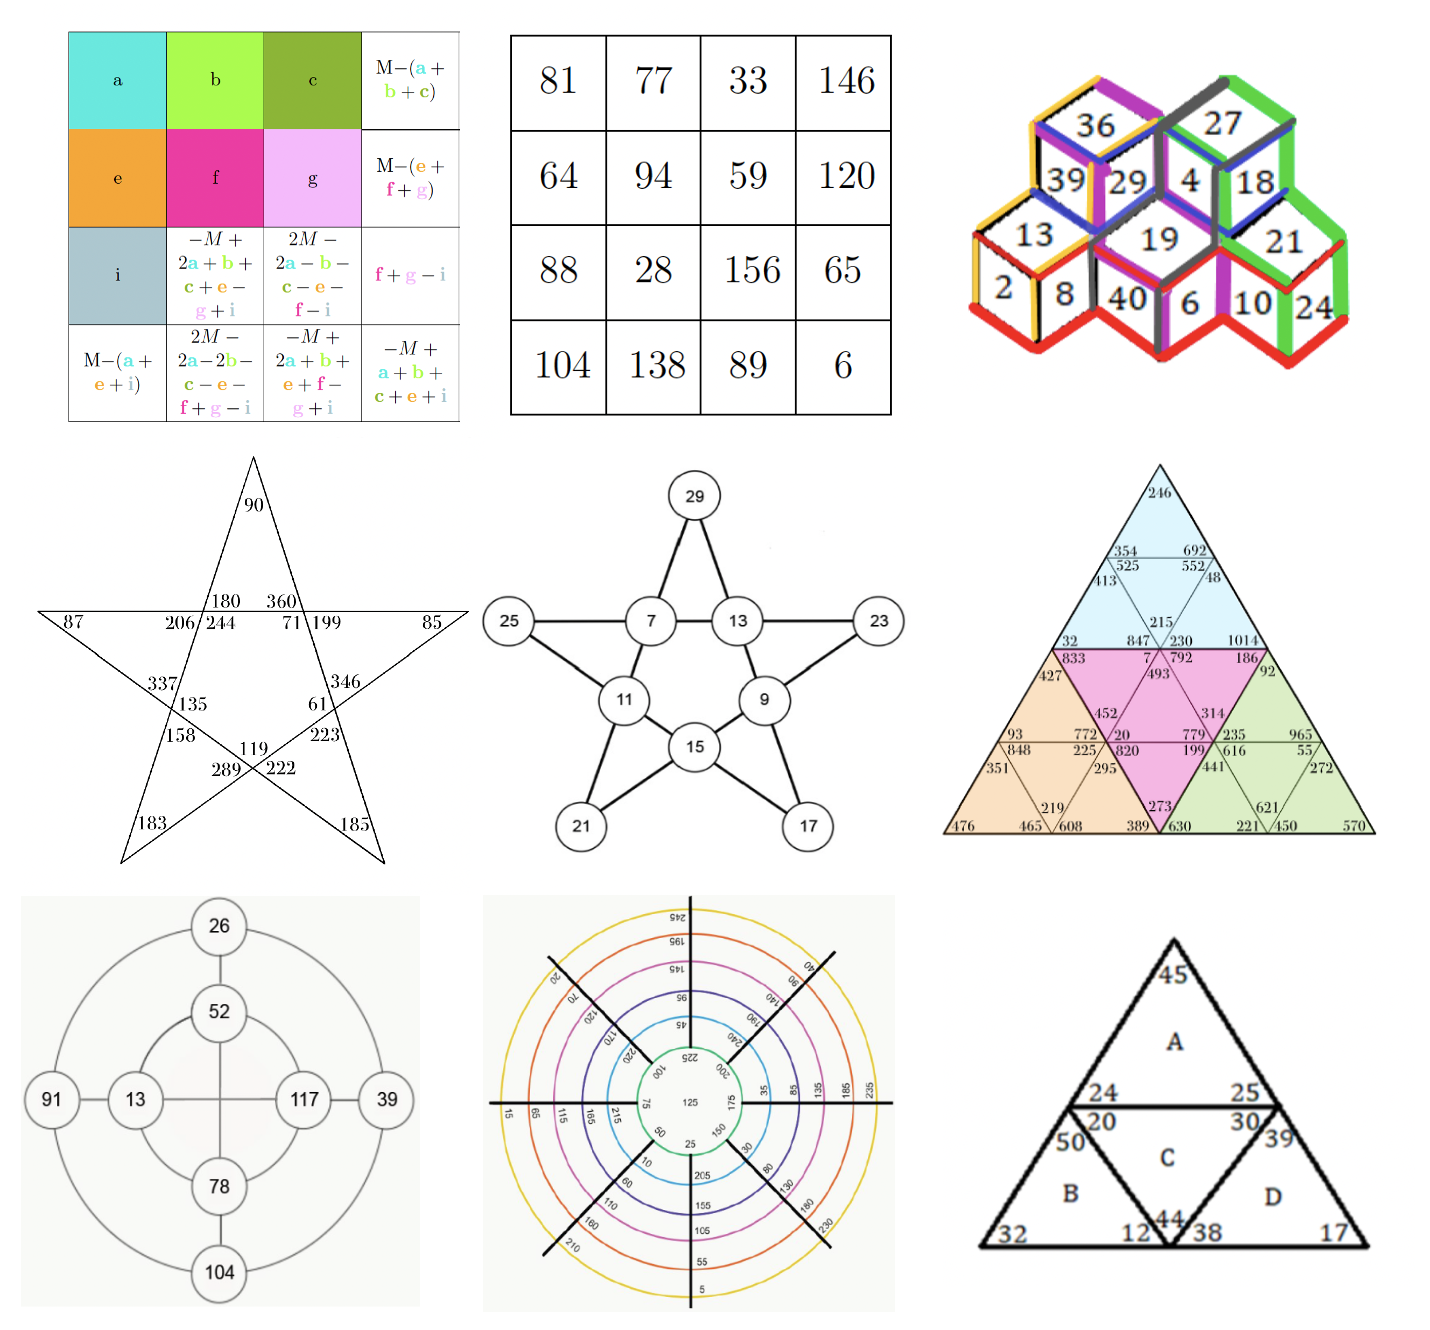 a b c M−(a +
b + c)
e f g M−(e +
f + g)
i −M +
2a + b +
c + e −
g + i
2M −
2a − b −
c − e −
f − i
f + g − i
M−(a +
e + i)
2M −
2a−2b−
c − e −
f + g − i
−M +
2a + b +
e + f −
g + i
−M +
a + b +
c + e + i
81 77 33 146
64 94 59 120
88 28 156 65
104 138 89 6
36 27
39 29 4 18
13 19 21
2 8 40 6 10 24
90
180 360
87 206 244 71 199 85
337 346
135 61
158 223
119
289 222
183 185
29
25 7 13 23
11 9
15
21 17
246
354 692
525 552
413 48
215
32 847 230 1014
833 7 792 186
427 493 92
452 314
93 772 20 779 235 965
848 225 820 199 616 55
351 295 441 272
219 273 621
476 465 608 389 630 221 450 570
26
52
91 13 117 39
78
104
245
195
145
95
45
225
40
90
140
190
240
200
235
185
135
85
35
175
230
180
130
80
30
150
5
55
105
155
205
25
210
160
110
60
10
50
15
65
115
165
215
75
20
70
120
170
220
100
125
45
A
24 25
20 30
50 39
C
B D
44
32 12 38 17